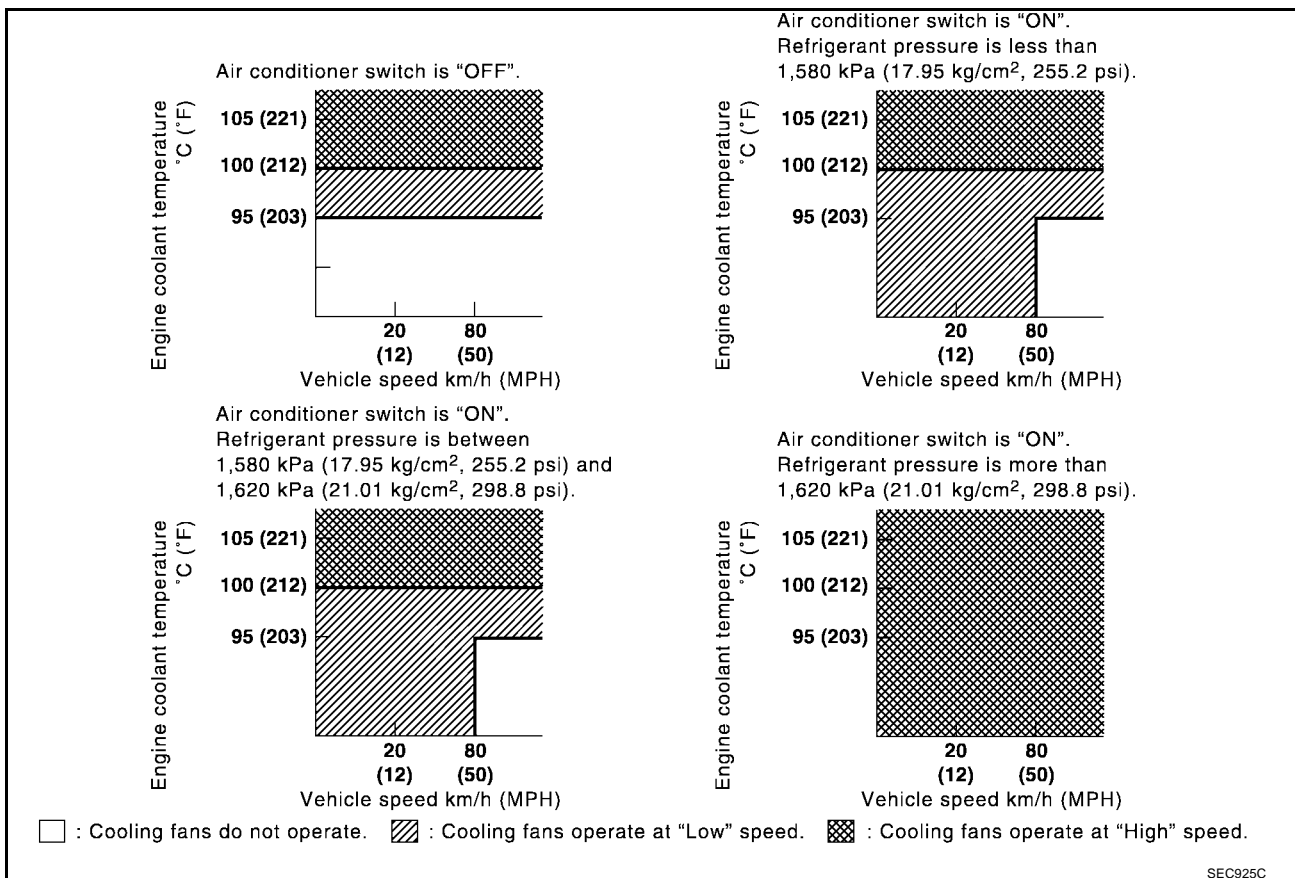 Air conditioner switch is “OFF”.
Engine coolant temperature
°C (°F)
105 (221)
100 (212)
95 (203)
20
(12)
80
(50)
Vehicle speed km/h (MPH)
Air conditioner switch is “ON”.
Refrigerant pressure is less than
1,580 kPa (17.95 kg/cm², 255.2 psi).
Engine coolant temperature
°C (°F)
105 (221)
100 (212)
95 (203)
20
(12)
80
(50)
Vehicle speed km/h (MPH)
Air conditioner switch is “ON”.
Refrigerant pressure is between
1,580 kPa (17.95 kg/cm², 255.2 psi) and
1,620 kPa (21.01 kg/cm², 298.8 psi).
Engine coolant temperature
°C (°F)
105 (221)
100 (212)
95 (203)
20
(12)
80
(50)
Vehicle speed km/h (MPH)
Air conditioner switch is “ON”.
Refrigerant pressure is more than
1,620 kPa (21.01 kg/cm², 298.8 psi).
Engine coolant temperature
°C (°F)
105 (221)
100 (212)
95 (203)
20
(12)
80
(50)
Vehicle speed km/h (MPH)
: Cooling fans do not operate.
: Cooling fans operate at “Low” speed.
: Cooling fans operate at “High” speed.
SEC925C